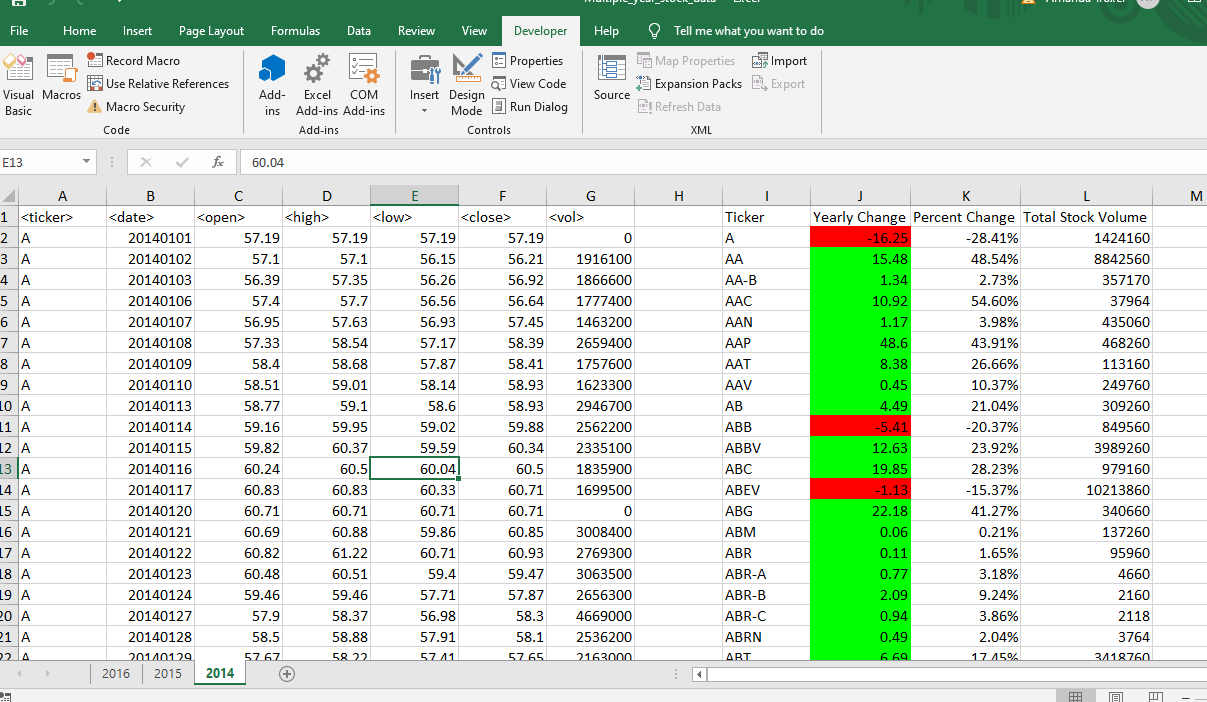 Multiple_year_stock_data - Excel
File Home Insert Page Layout Formulas Data Review View Developer Help Tell me what you want to do
Visual Basic
Macros
Record Macro
Use Relative References
Macro Security
Code
Add-ins
Excel Add-ins
COM Add-ins
Add-ins
Insert
Design Mode
Properties
View Code
Run Dialog
Controls
Source
Map Properties
Expansion Packs
Refresh Data
Import
Export
XML
E13 fx 60.04
A B C D E F G H I J K L M
1 <ticker> <date> <open> <high> <low> <close> <vol> Ticker Yearly Change Percent Change Total Stock Volume
2 A 20140101 57.19 57.19 57.19 57.19 0 A -16.25 -28.41% 1424160
3 A 20140102 57.1 57.1 56.15 56.21 1916100 AA 15.48 48.54% 8842560
4 A 20140103 56.39 57.35 56.26 56.92 1866600 AA-B 1.34 2.73% 357170
5 A 20140106 57.4 57.7 56.56 56.64 1777400 AAC 10.92 54.60% 37964
6 A 20140107 56.95 57.63 56.93 57.45 1463200 AAN 1.17 3.98% 435060
7 A 20140108 57.33 58.54 57.17 58.39 2659400 AAP 48.6 43.91% 468260
8 A 20140109 58.4 58.68 57.87 58.41 1757600 AAT 8.38 26.66% 113160
9 A 20140110 58.51 59.01 58.14 58.93 1623300 AAV 0.45 10.37% 249760
10 A 20140113 58.77 59.1 58.6 58.93 2946700 AB 4.49 21.04% 309260
11 A 20140114 59.16 59.95 59.02 59.88 2562200 ABB -5.41 -20.37% 849560
12 A 20140115 59.82 60.37 59.59 60.34 2335100 ABBV 12.63 23.92% 3989260
13 A 20140116 60.24 60.5 60.04 60.5 1835900 ABC 19.85 28.23% 979160
14 A 20140117 60.83 60.83 60.33 60.71 1699500 ABEV -1.13 -15.37% 10213860
15 A 20140120 60.71 60.71 60.71 60.71 0 ABG 22.18 41.27% 340660
16 A 20140121 60.69 60.88 59.86 60.85 3008400 ABM 0.06 0.21% 137260
17 A 20140122 60.82 61.22 60.71 60.93 2769300 ABR 0.11 1.65% 95960
18 A 20140123 60.48 60.51 59.4 59.47 3063500 ABR-A 0.77 3.18% 4660
19 A 20140124 59.46 59.46 57.71 57.87 2656300 ABR-B 2.09 9.24% 2160
20 A 20140127 57.9 58.37 56.98 58.3 4669000 ABR-C 0.94 3.86% 2118
21 A 20140128 58.5 58.88 57.91 58.1 2536200 ABRN 0.49 2.04% 3764
22 A 20140129 57.67 58.22 57.41 57.65 2163000 ABT 6.69 17.45% 3418760
2016 2015 2014